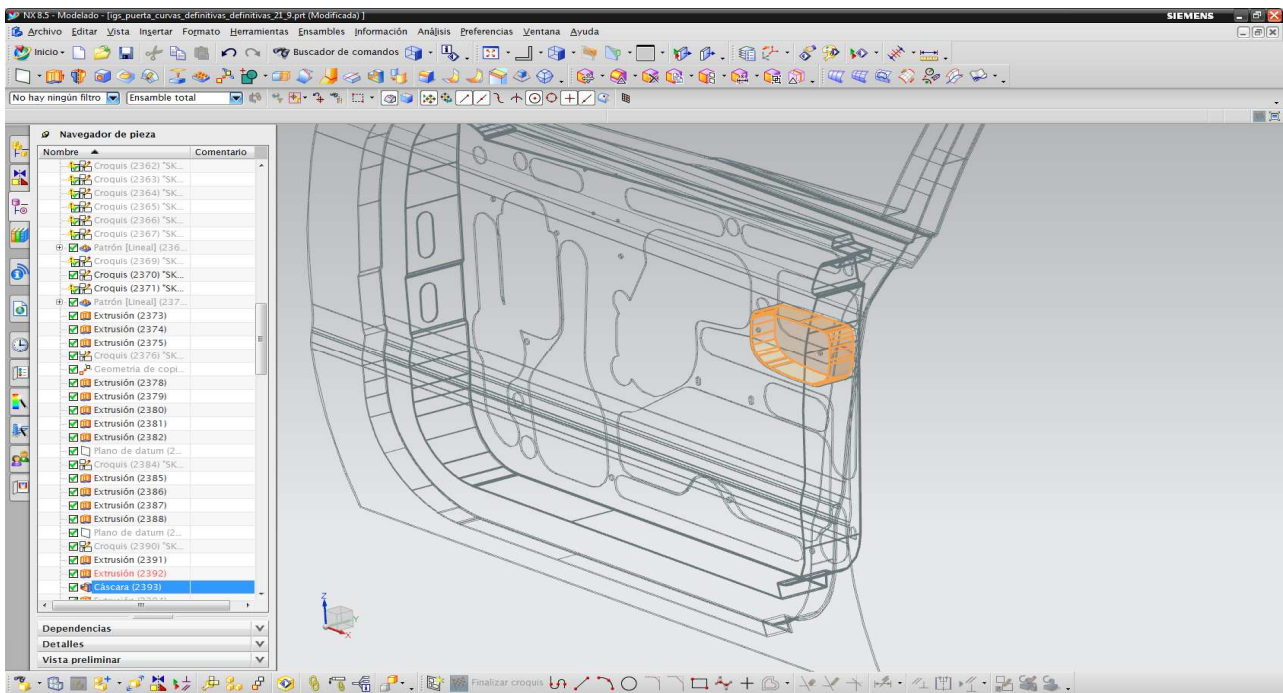 NX 8.5 - Modelado - [igs_puerta_curvas_definitivas_definitivas_21_9.prt (Modificada) ]
SIEMENS
Archivo Editar Vista Insertar Formato Herramientas Ensambles Información Análisis Preferencias Ventana Ayuda
Inicio
Buscador de comandos
No hay ningún filtro
Ensamble total
Navegador de pieza
Nombre
Comentario
Croquis (2362) "SK...
Croquis (2363) "SK...
Croquis (2364) "SK...
Croquis (2365) "SK...
Croquis (2366) "SK...
Croquis (2367) "SK...
Patrón [Lineal] (236...
Croquis (2369) "SK...
Croquis (2370) "SK...
Croquis (2371) "SK...
Patrón [Lineal] (237...
Extrusión (2373)
Extrusión (2374)
Extrusión (2375)
Croquis (2376) "SK...
Geometría de copi...
Extrusión (2378)
Extrusión (2379)
Extrusión (2380)
Extrusión (2381)
Extrusión (2382)
Plano de datum (2...
Croquis (2384) "SK...
Extrusión (2385)
Extrusión (2386)
Extrusión (2387)
Extrusión (2388)
Plano de datum (2...
Croquis (2390) "SK...
Extrusión (2391)
Extrusión (2392)
Cáscara (2393)
Dependencias
Detalles
Vista preliminar
Z
Y
X
Finalizar croquis